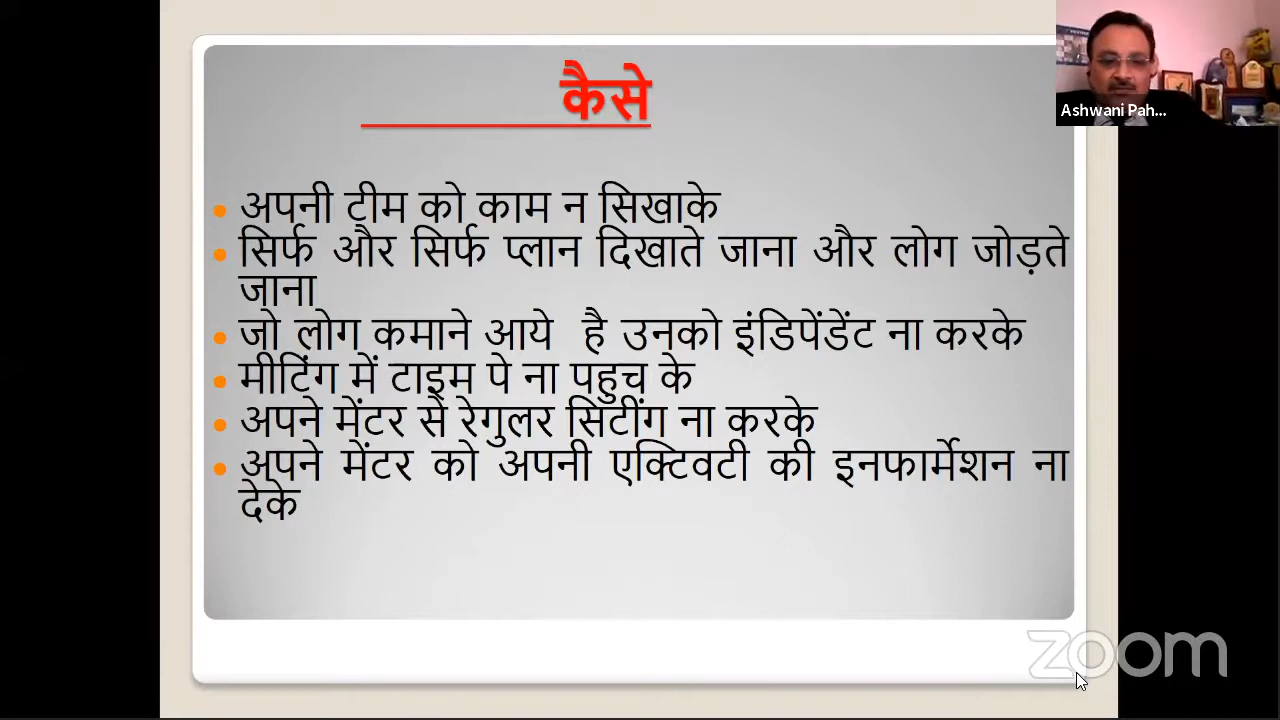 कैसे
Ashwani Pah...
अपनी टीम को काम न सिखाके
सिर्फ और सिर्फ प्लान दिखाते जाना और लोग जोड़ते
जाना
जो लोग कमाने आये है उनको इंडिपेंडेंट ना करके
मीटिंग में टाइम पे ना पहुच के
अपने मेंटर से रेगुलर सिटींग ना करके
अपने मेंटर को अपनी एक्टिवटी की इनफार्मेशन ना
देके
zoom